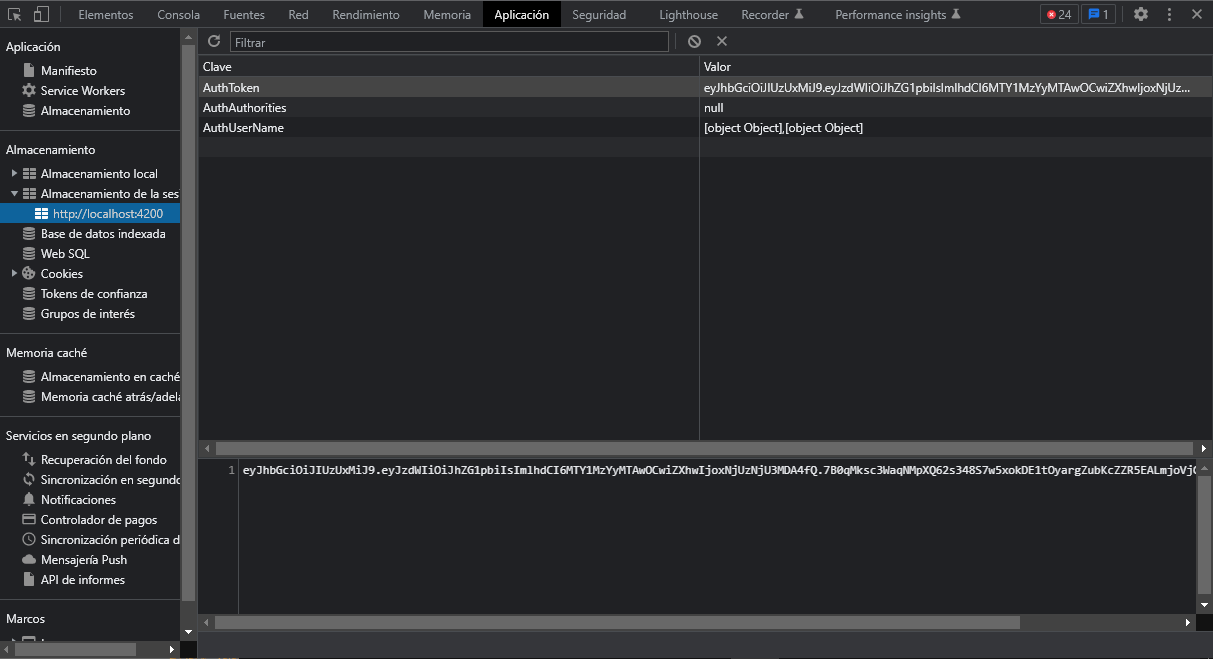 Elementos Consola Fuentes Red Rendimiento Memoria Aplicación Seguridad Lighthouse Recorder Performance insights 24 1
Aplicación
Manifiesto
Service Workers
Almacenamiento
Almacenamiento
Almacenamiento local
Almacenamiento de la ses
http://localhost:4200
Base de datos indexada
Web SQL
Cookies
Tokens de confianza
Grupos de interés
Memoria caché
Almacenamiento en caché
Memoria caché atrás/adela
Servicios en segundo plano
Recuperación del fondo
Sincronización en segundo
Notificaciones
Controlador de pagos
Sincronización periódica d
Mensajería Push
API de informes
Marcos
Filtrar
Clave Valor
AuthToken eyJhbGciOiJIUzUxMiJ9.eyJzdWIiOiJhZG1pbiIsImlhdCI6MTY1MzYyMTAwOCwiZXhwIjoxNjUz...
AuthAuthorities null
AuthUserName [object Object],[object Object]
1 eyJhbGciOiJIUzUxMiJ9.eyJzdWIiOiJhZG1pbiIsImlhdCI6MTY1MzYyMTAwOCwiZXhwIjoxNjUzNjU3MDA4fQ.7B0qMksc3WaqNMpXQ62s348S7w5xokDE1tOyargZubKcZZR5EALmjoVj